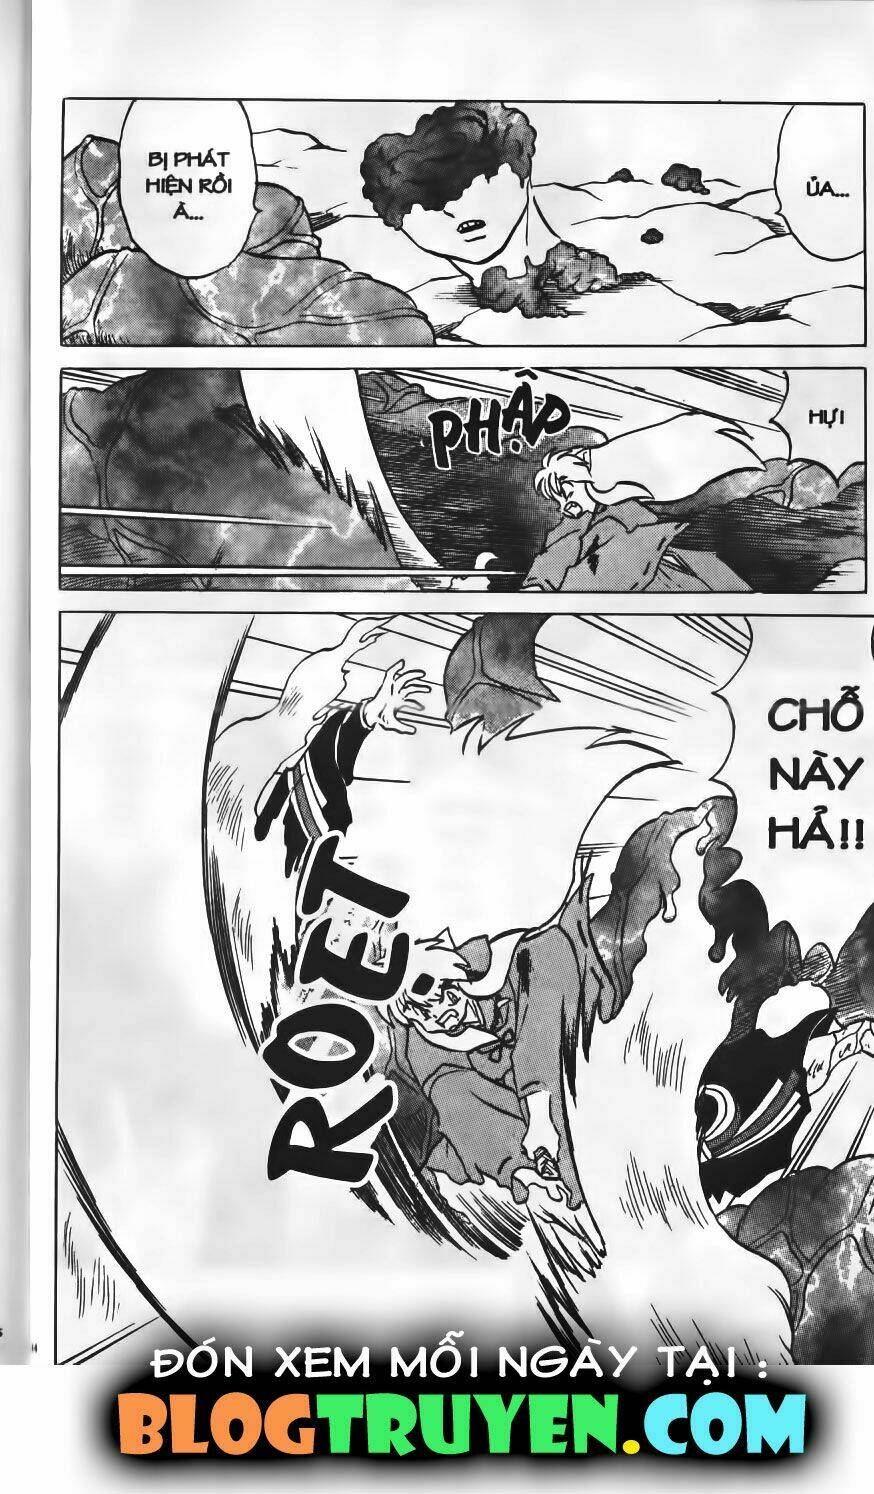 ỦA...
BỊ PHÁT
HIỆN RỒI
À...
HỰ!
PHẬP
CHỖ
NÀY
HẢ!!
ROẸT
ĐÓN XEM MỖI NGÀY TẠI :
BLOGTRUYEN.COM